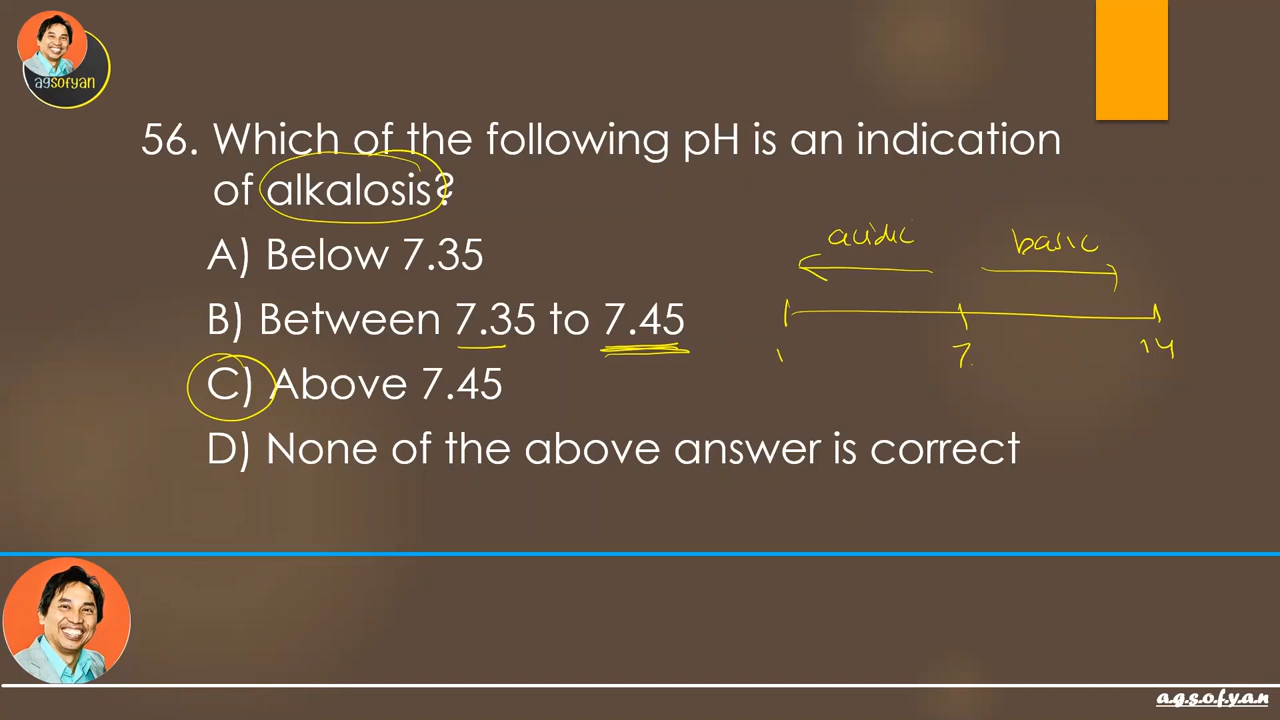 agsofyan
56. Which of the following pH is an indication
of alkalosis?
A) Below 7.35
acidic
basic
B) Between 7.35 to 7.45
1
7
14
C) Above 7.45
D) None of the above answer is correct
a.g.s.o.f.y.a.n